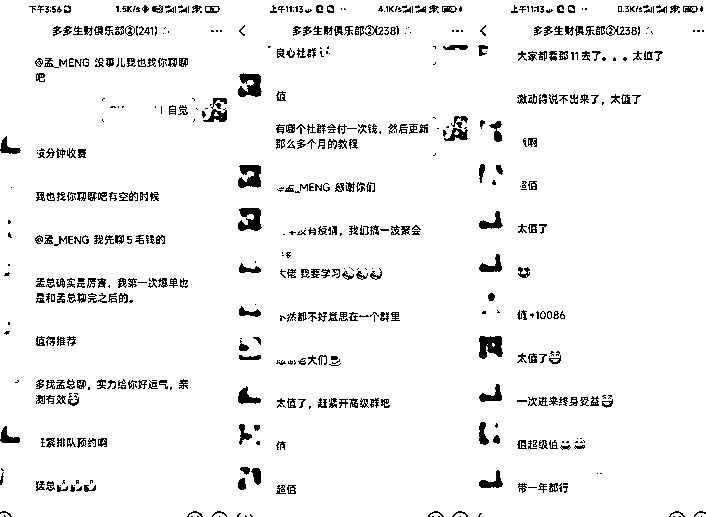 下午3:56
1.5K/s
多多生财俱乐部②(241)
@孟_MENG 没事儿我也找你聊聊
吧
自觉
按分钟收费
我也找你聊聊吧有空的时候
@孟_MENG 我先聊5毛钱的
孟总确实是厉害，我第一次爆单也
是和孟总聊完之后的。
值得推荐
多找孟总聊，实力给你好运气，亲
测有效
排队预约啊
孟总
上午11:13
4.1K/s
多多生财俱乐部②(238)
良心社群
值
有哪个社群会付一次钱，然后更新
那么多个月的教程
@孟_MENG 感谢你们
没有疫情，我们搞一波聚会
大佬 我要学习
不然都不好意思在一个群里
大们
太值了，赶紧开高级群吧
值
超值
上午11:13
0.3K/s
多多生财俱乐部②(238)
大家都看那11去了。。。太值了
激动得说不出来了，太值了
啊
超值
太值了
值+10086
太值了
一次进来终身受益
值超级值
带一年都行